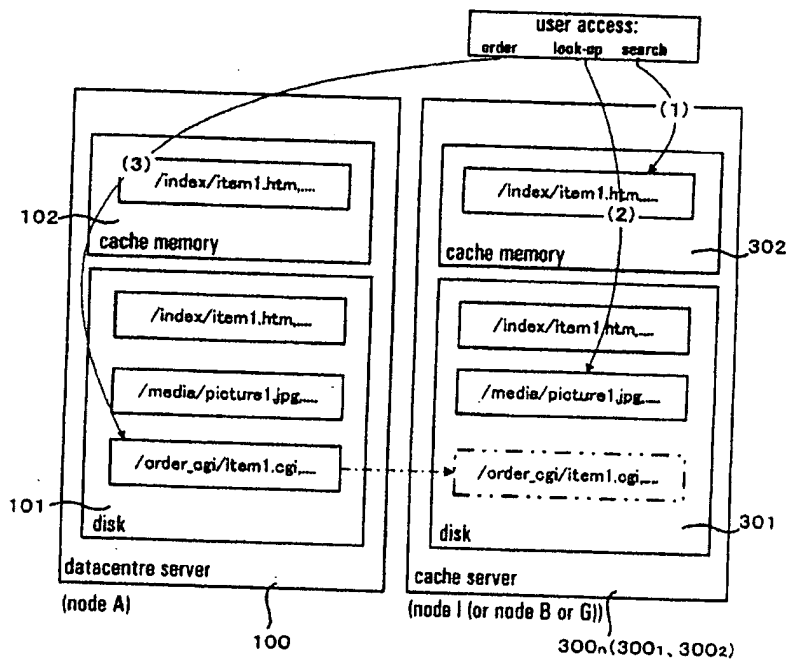 user access:
order look-up search
(1)
(3)
/index/item1.htm,....
102
cache memory
/index/item1.htm,....
/media/picture1.jpg,....
/order_cgi/item1.cgi,....
101
disk
datacentre server
(node A)
100
/index/item1.htm,....
(2)
cache memory
302
/index/item1.htm,....
/media/picture1.jpg,....
/order_cgi/item1.cgi,....
301
disk
cache server
(node I (or node B or G))
300n(3001, 3002)